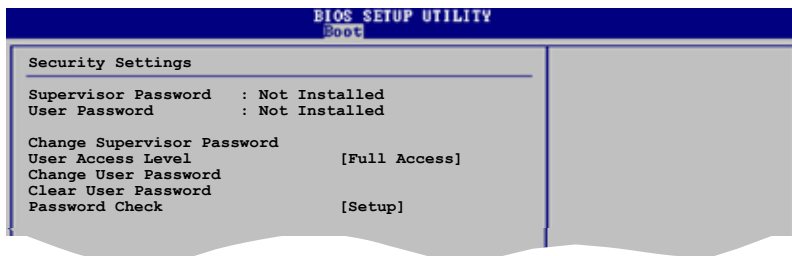 BIOS SETUP UTILITY
Boot
Security Settings
Supervisor Password : Not Installed
User Password : Not Installed
Change Supervisor Password
User Access Level [Full Access]
Change User Password
Clear User Password
Password Check [Setup]